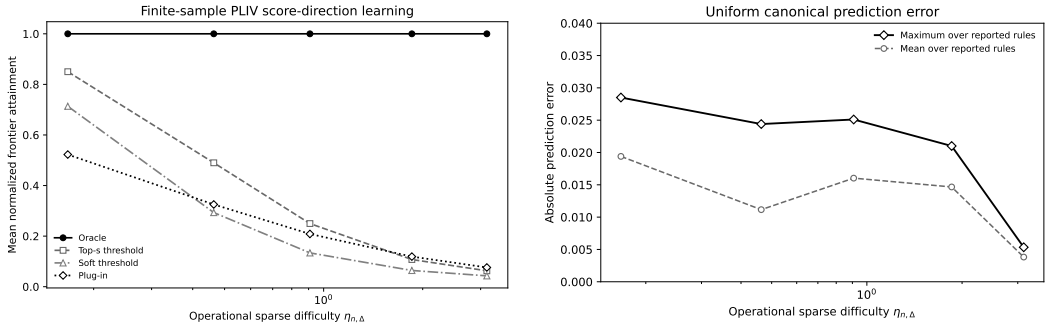 Finite-sample PLIV score-direction learning
Mean normalized frontier attainment
1.0
0.8
0.6
0.4
0.2
0.0
Oracle
Top-s threshold
Soft threshold
Plug-in
10⁰
Operational sparse difficulty ηₙ,Δ
Uniform canonical prediction error
Absolute prediction error
0.040
0.035
0.030
0.025
0.020
0.015
0.010
0.005
0.000
Maximum over reported rules
Mean over reported rules
10⁰
Operational sparse difficulty ηₙ,Δ